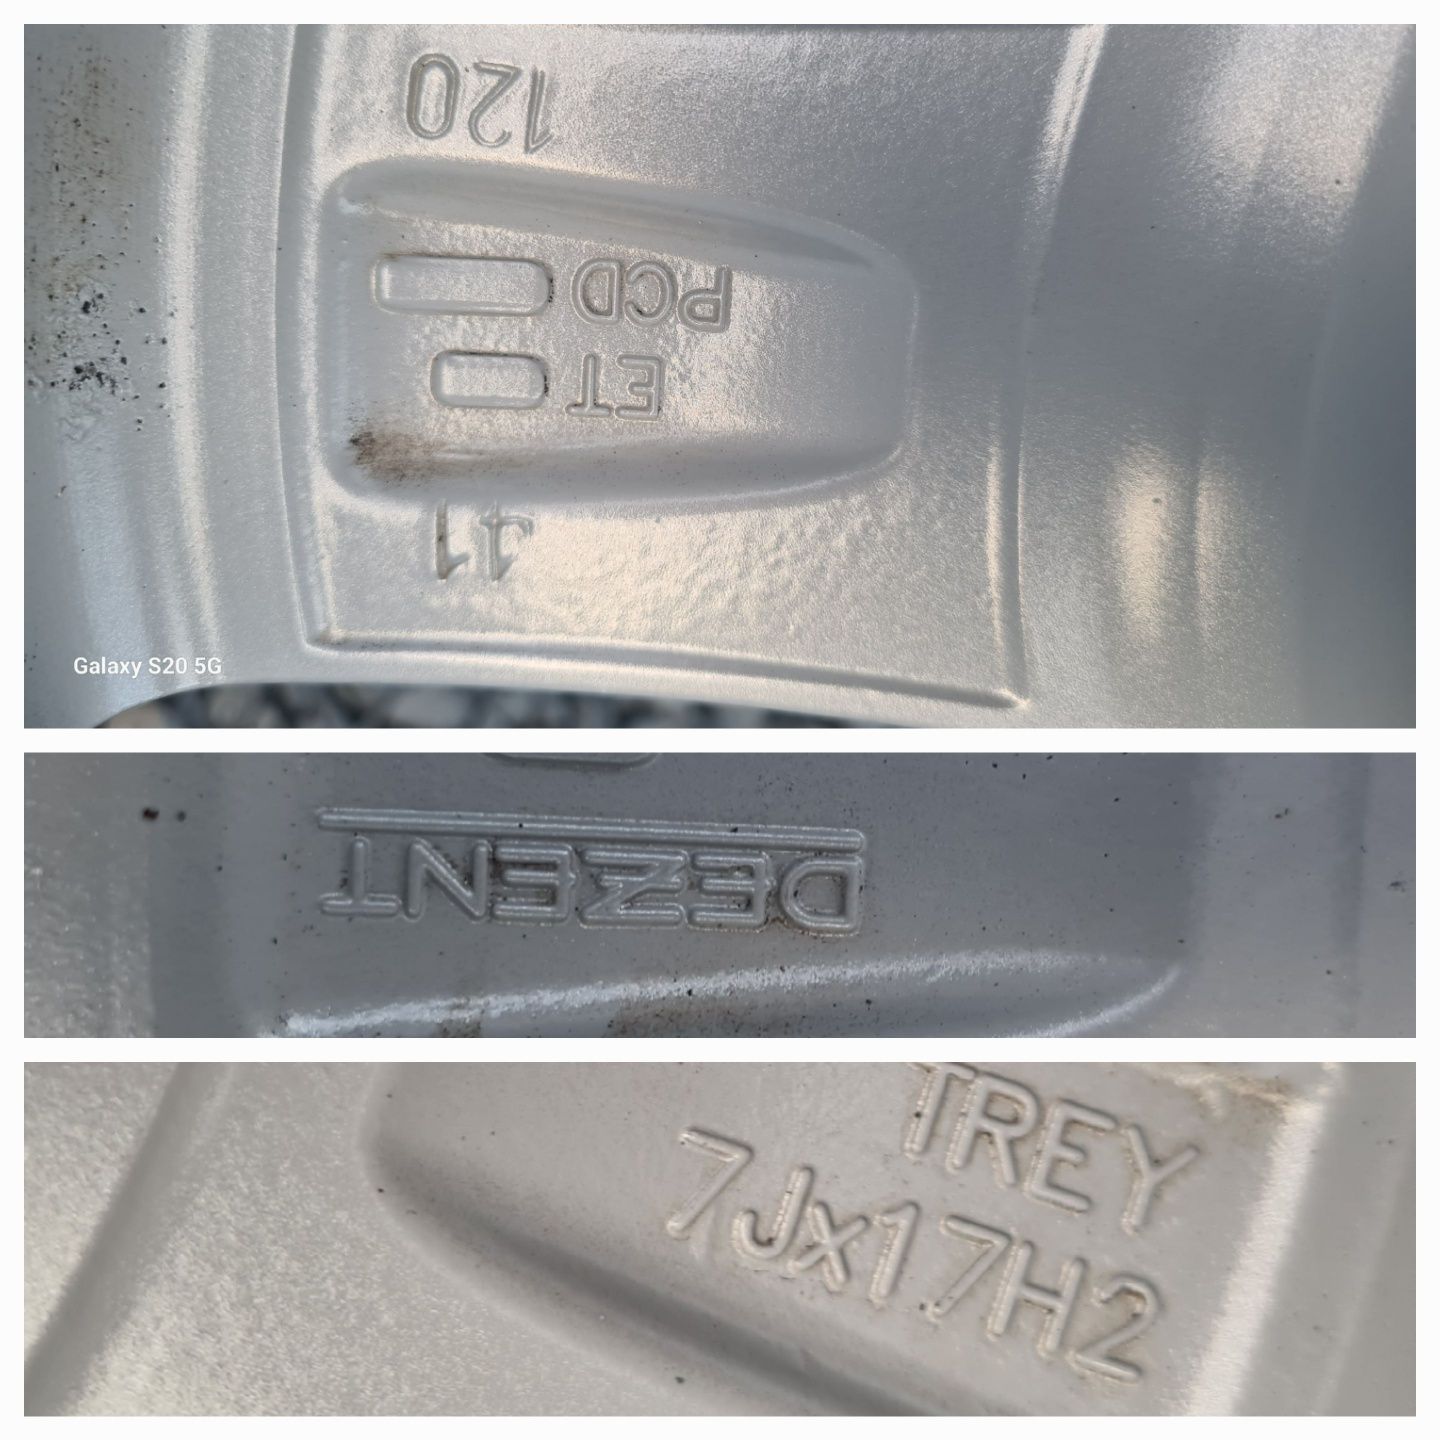 41
ET
PCD
120
Galaxy S20 5G
DEZENT
TREY
7Jx17H2